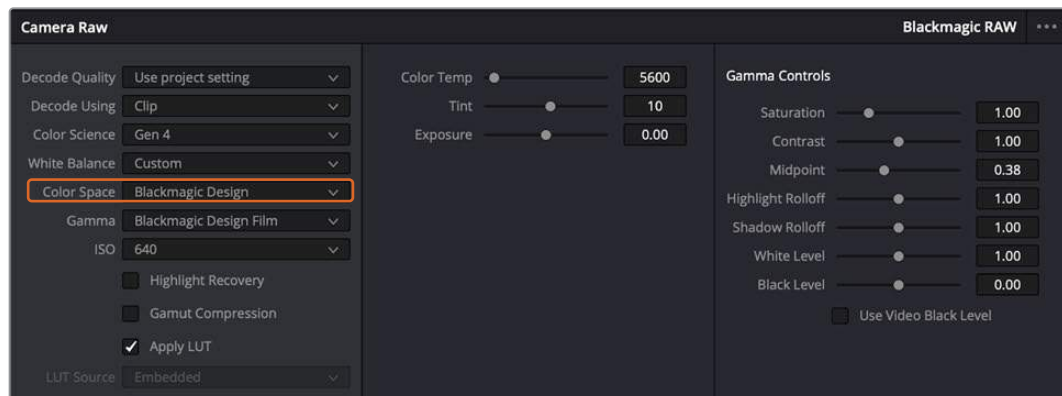 Camera Raw
Blackmagic RAW
Decode Quality Use project setting
Decode Using Clip
Color Science Gen 4
White Balance Custom
Color Space Blackmagic Design
Gamma Blackmagic Design Film
ISO 640
Highlight Recovery
Gamut Compression
Apply LUT
LUT Source Embedded
Color Temp 5600
Tint 10
Exposure 0.00
Gamma Controls
Saturation 1.00
Contrast 1.00
Midpoint 0.38
Highlight Rolloff 1.00
Shadow Rolloff 1.00
White Level 1.00
Black Level 0.00
Use Video Black Level